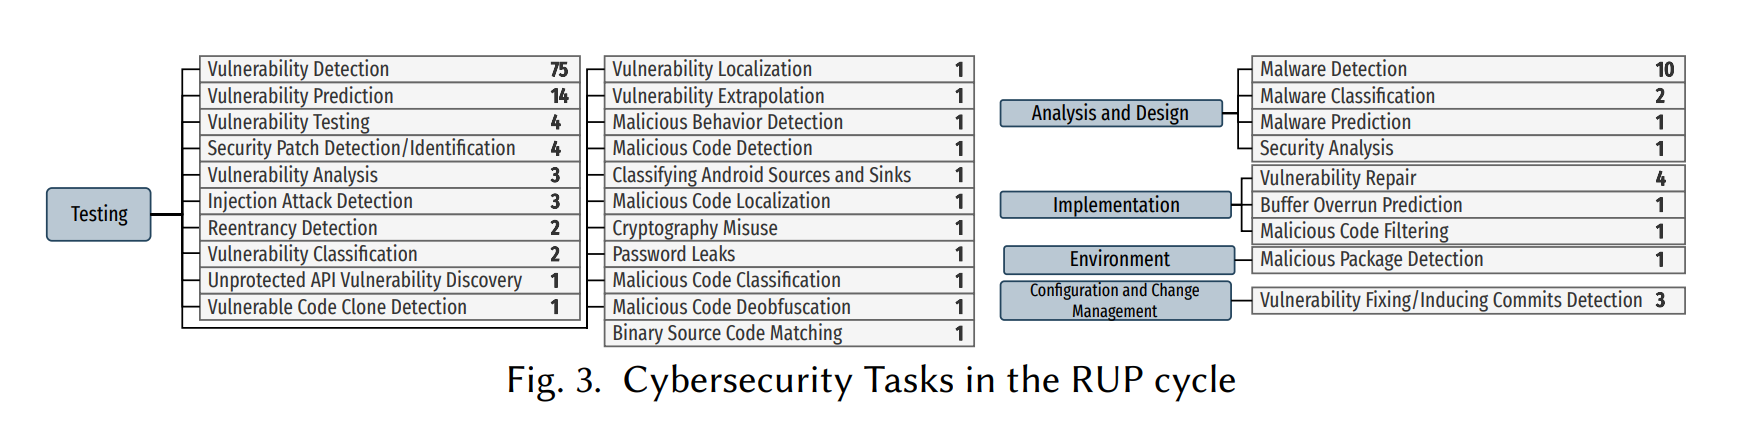 Testing
Vulnerability Detection 75
Vulnerability Prediction 14
Vulnerability Testing 4
Security Patch Detection/Identification 4
Vulnerability Analysis 3
Injection Attack Detection 3
Reentrancy Detection 2
Vulnerability Classification 2
Unprotected API Vulnerability Discovery 1
Vulnerable Code Clone Detection 1
Vulnerability Localization 1
Vulnerability Extrapolation 1
Malicious Behavior Detection 1
Malicious Code Detection 1
Classifying Android Sources and Sinks 1
Malicious Code Localization 1
Cryptography Misuse 1
Password Leaks 1
Malicious Code Classification 1
Malicious Code Deobfuscation 1
Binary Source Code Matching 1
Analysis and Design
Malware Detection 10
Malware Classification 2
Malware Prediction 1
Security Analysis 1
Implementation
Vulnerability Repair 4
Buffer Overrun Prediction 1
Malicious Code Filtering 1
Environment
Malicious Package Detection 1
Configuration and Change
Management
Vulnerability Fixing/Inducing Commits Detection 3
Fig. 3. Cybersecurity Tasks in the RUP cycle